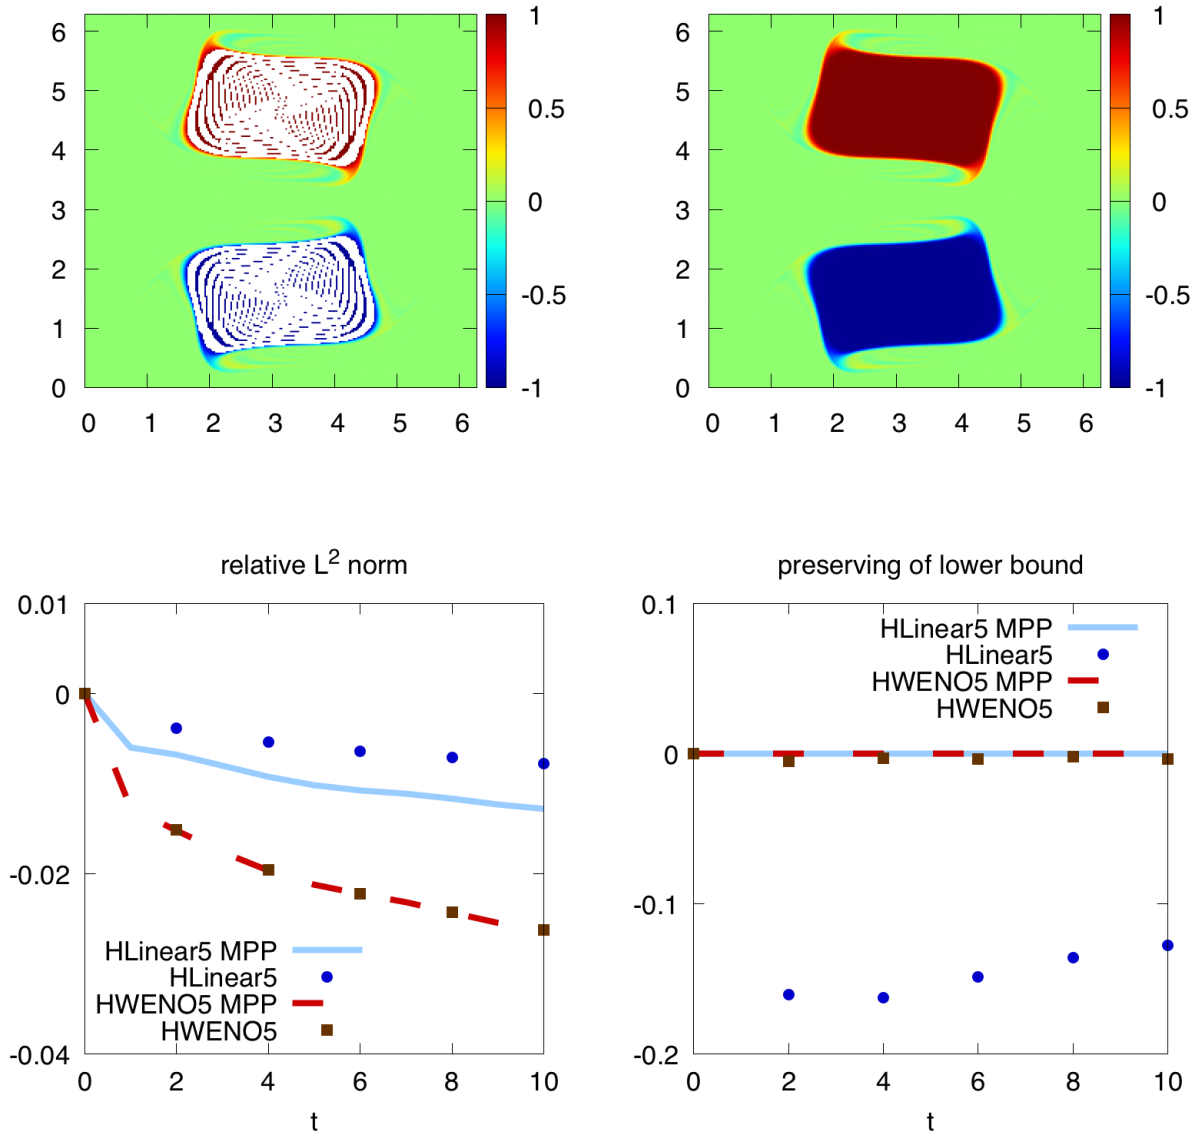 6
5
4
3
2
1
0
0 1 2 3 4 5 6
1
0.5
0
-0.5
-1
6
5
4
3
2
1
0
0 1 2 3 4 5 6
1
0.5
0
-0.5
-1
relative L² norm
0.01
0
-0.02
-0.04
HLinear5 MPP
HLinear5
HWENO5 MPP
HWENO5
0 2 4 6 8 10
t
preserving of lower bound
0.1
0
-0.1
-0.2
HLinear5 MPP
HLinear5
HWENO5 MPP
HWENO5
0 2 4 6 8 10
t